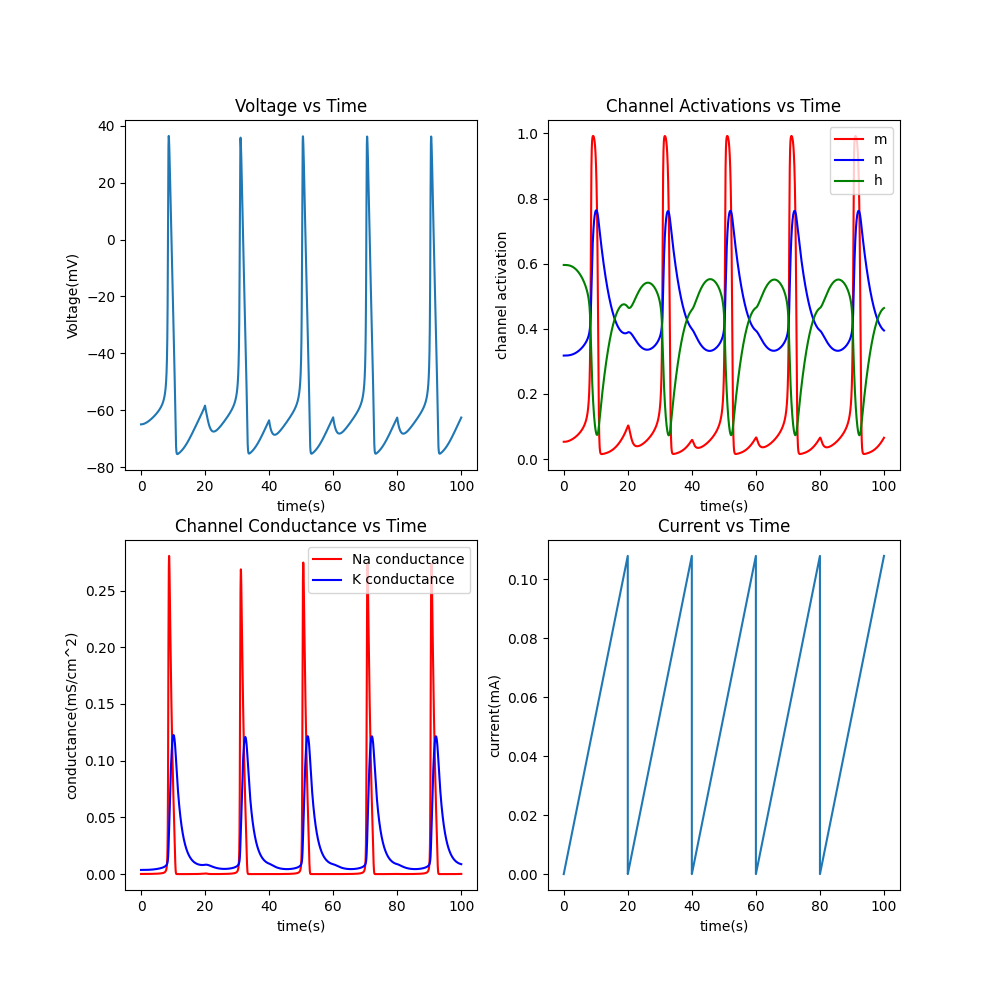 Voltage vs Time
40
20
0
−20
−40
−60
−80
Voltage(mV)
0 20 40 60 80 100
time(s)
Channel Activations vs Time
1.0
0.8
0.6
0.4
0.2
0.0
channel activation
m
n
h
0 20 40 60 80 100
time(s)
Channel Conductance vs Time
0.25
0.20
0.15
0.10
0.05
0.00
conductance(mS/cm^2)
Na conductance
K conductance
0 20 40 60 80 100
time(s)
Current vs Time
0.10
0.08
0.06
0.04
0.02
0.00
current(mA)
0 20 40 60 80 100
time(s)